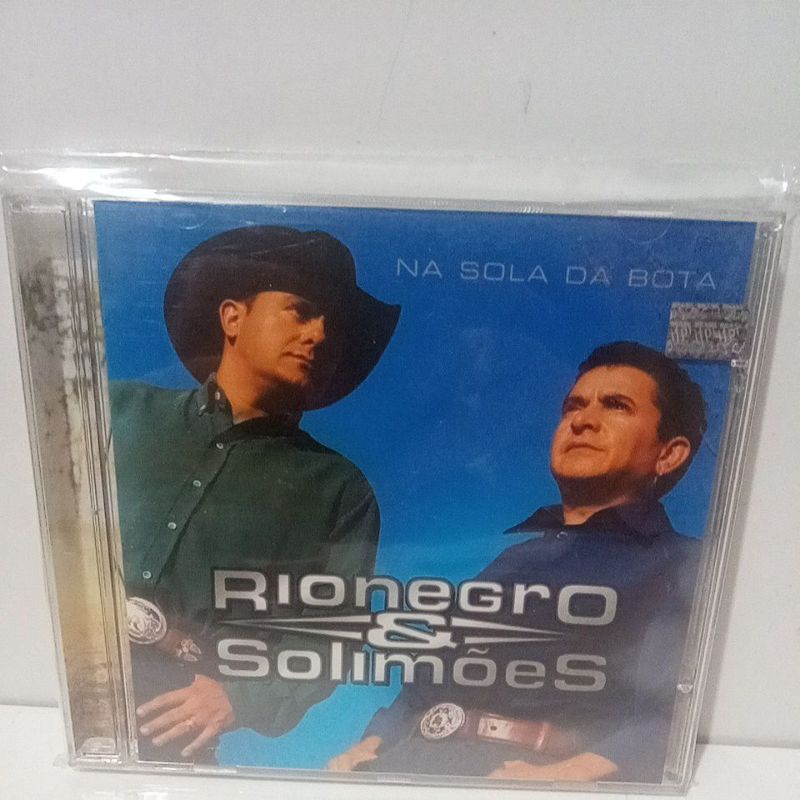 NA SOLA DA BOTA
RIONEGRO
&
SOLIMÕES